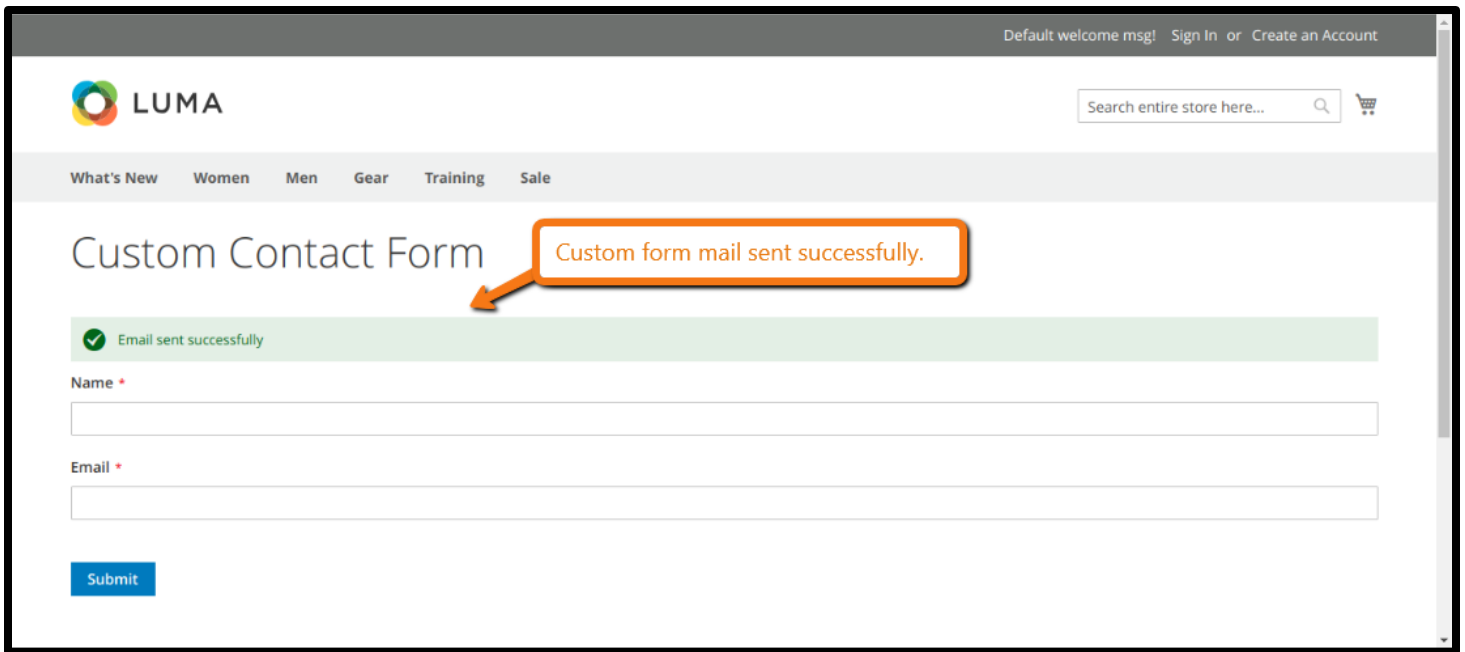 Default welcome msg! Sign In or Create an Account
LUMA
Search entire store here...
What's New Women Men Gear Training Sale
Custom Contact Form
Custom form mail sent successfully.
Email sent successfully
Name *
Email *
Submit